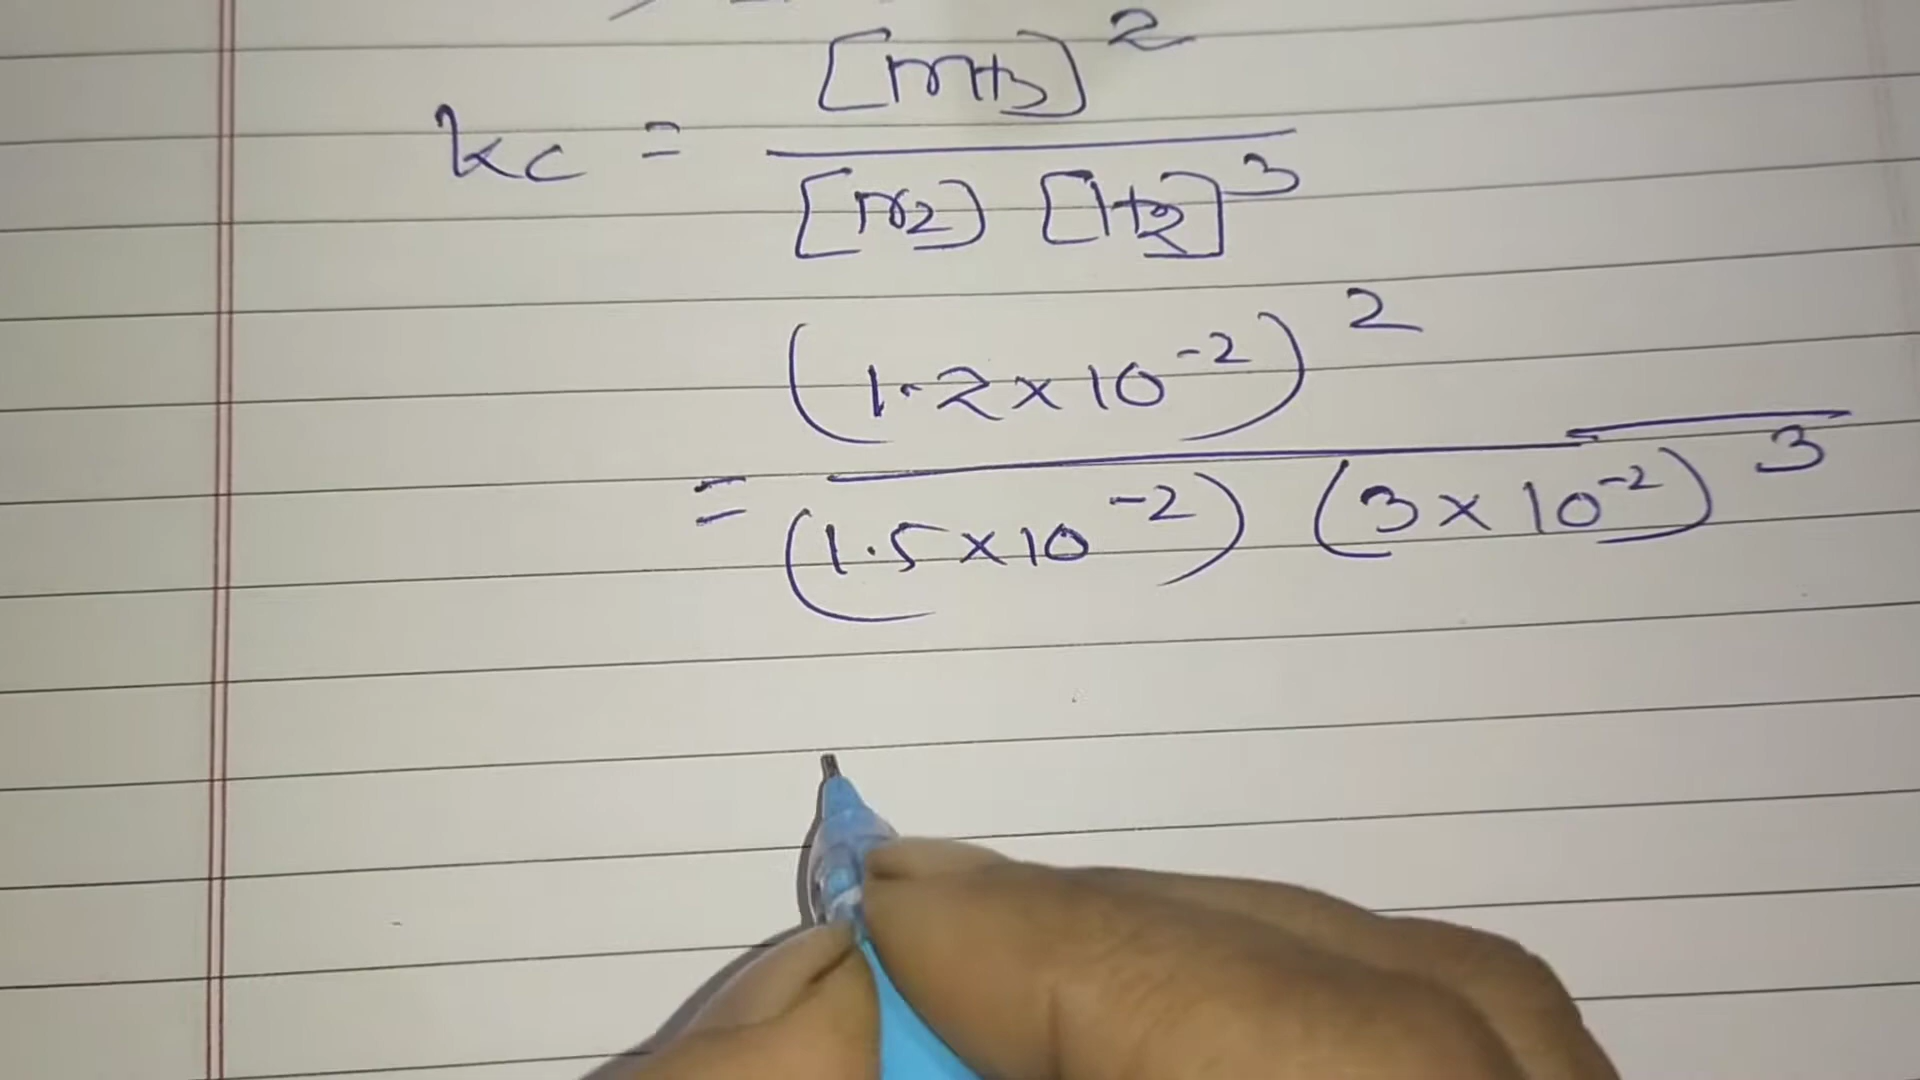 kc = [NH3]^2 / [N2] [H2]^3
= (1.2 x 10^-2)^2 / (1.5 x 10^-2) (3 x 10^-2)^3